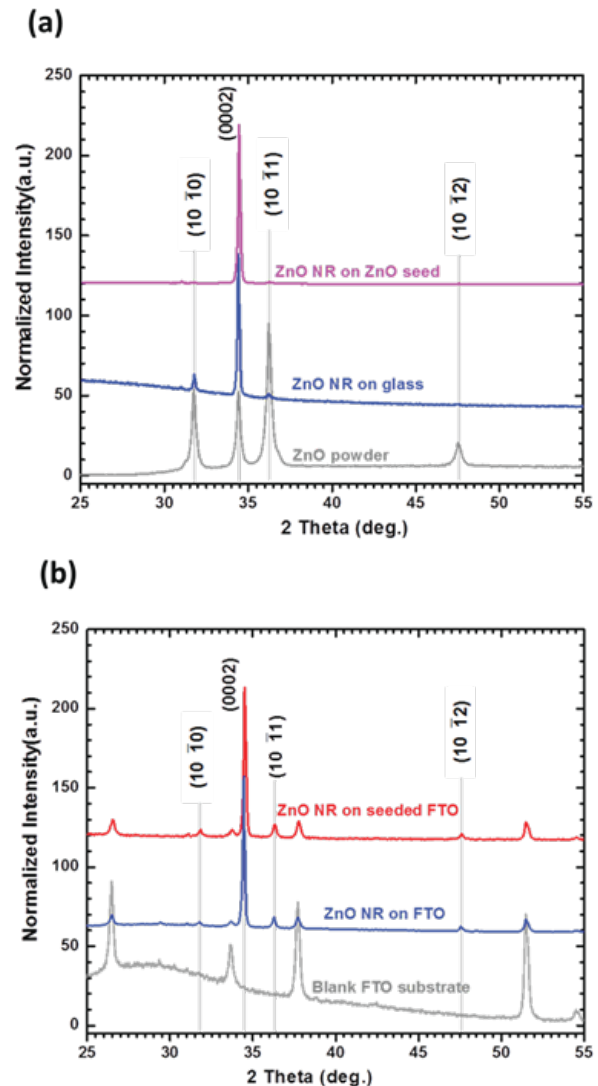 (a)
250
200
150
100
50
0
Normalized Intensity(a.u.)
(10 1̄0)
(0002)
(10 1̄1)
(10 1̄2)
ZnO NR on ZnO seed
ZnO NR on glass
ZnO powder
25 30 35 40 45 50 55
2 Theta (deg.)
(b)
250
200
150
100
50
0
Normalized Intensity(a.u.)
(10 1̄0)
(0002)
(10 1̄1)
(10 1̄2)
ZnO NR on seeded FTO
ZnO NR on FTO
Blank FTO substrate
25 30 35 40 45 50 55
2 Theta (deg.)